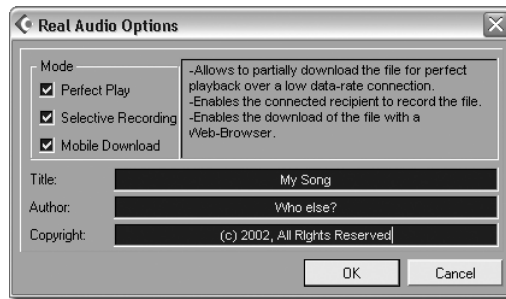 Real Audio Options
Mode
Perfect Play
Selective Recording
Mobile Download
-Allows to partially download the file for perfect
playback over a low data-rate connection.
-Enables the connected recipient to record the file.
-Enables the download of the file with a
Web-Browser.
Title: My Song
Author: Who else?
Copyright: (c) 2002, All RIghts Reserved
OK Cancel